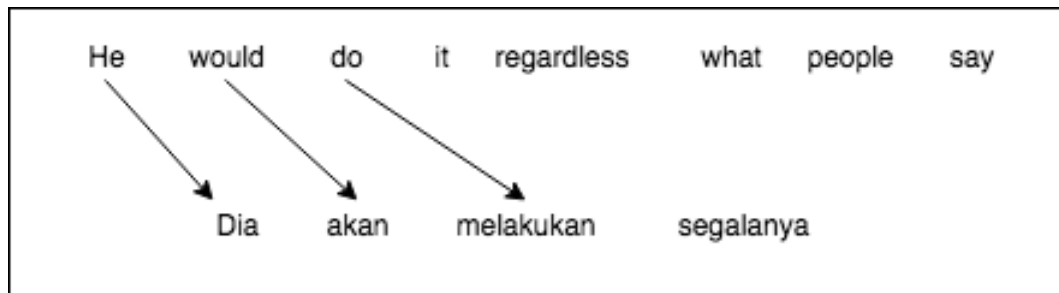 He would do it regardless what people say
Dia akan melakukan segalanya